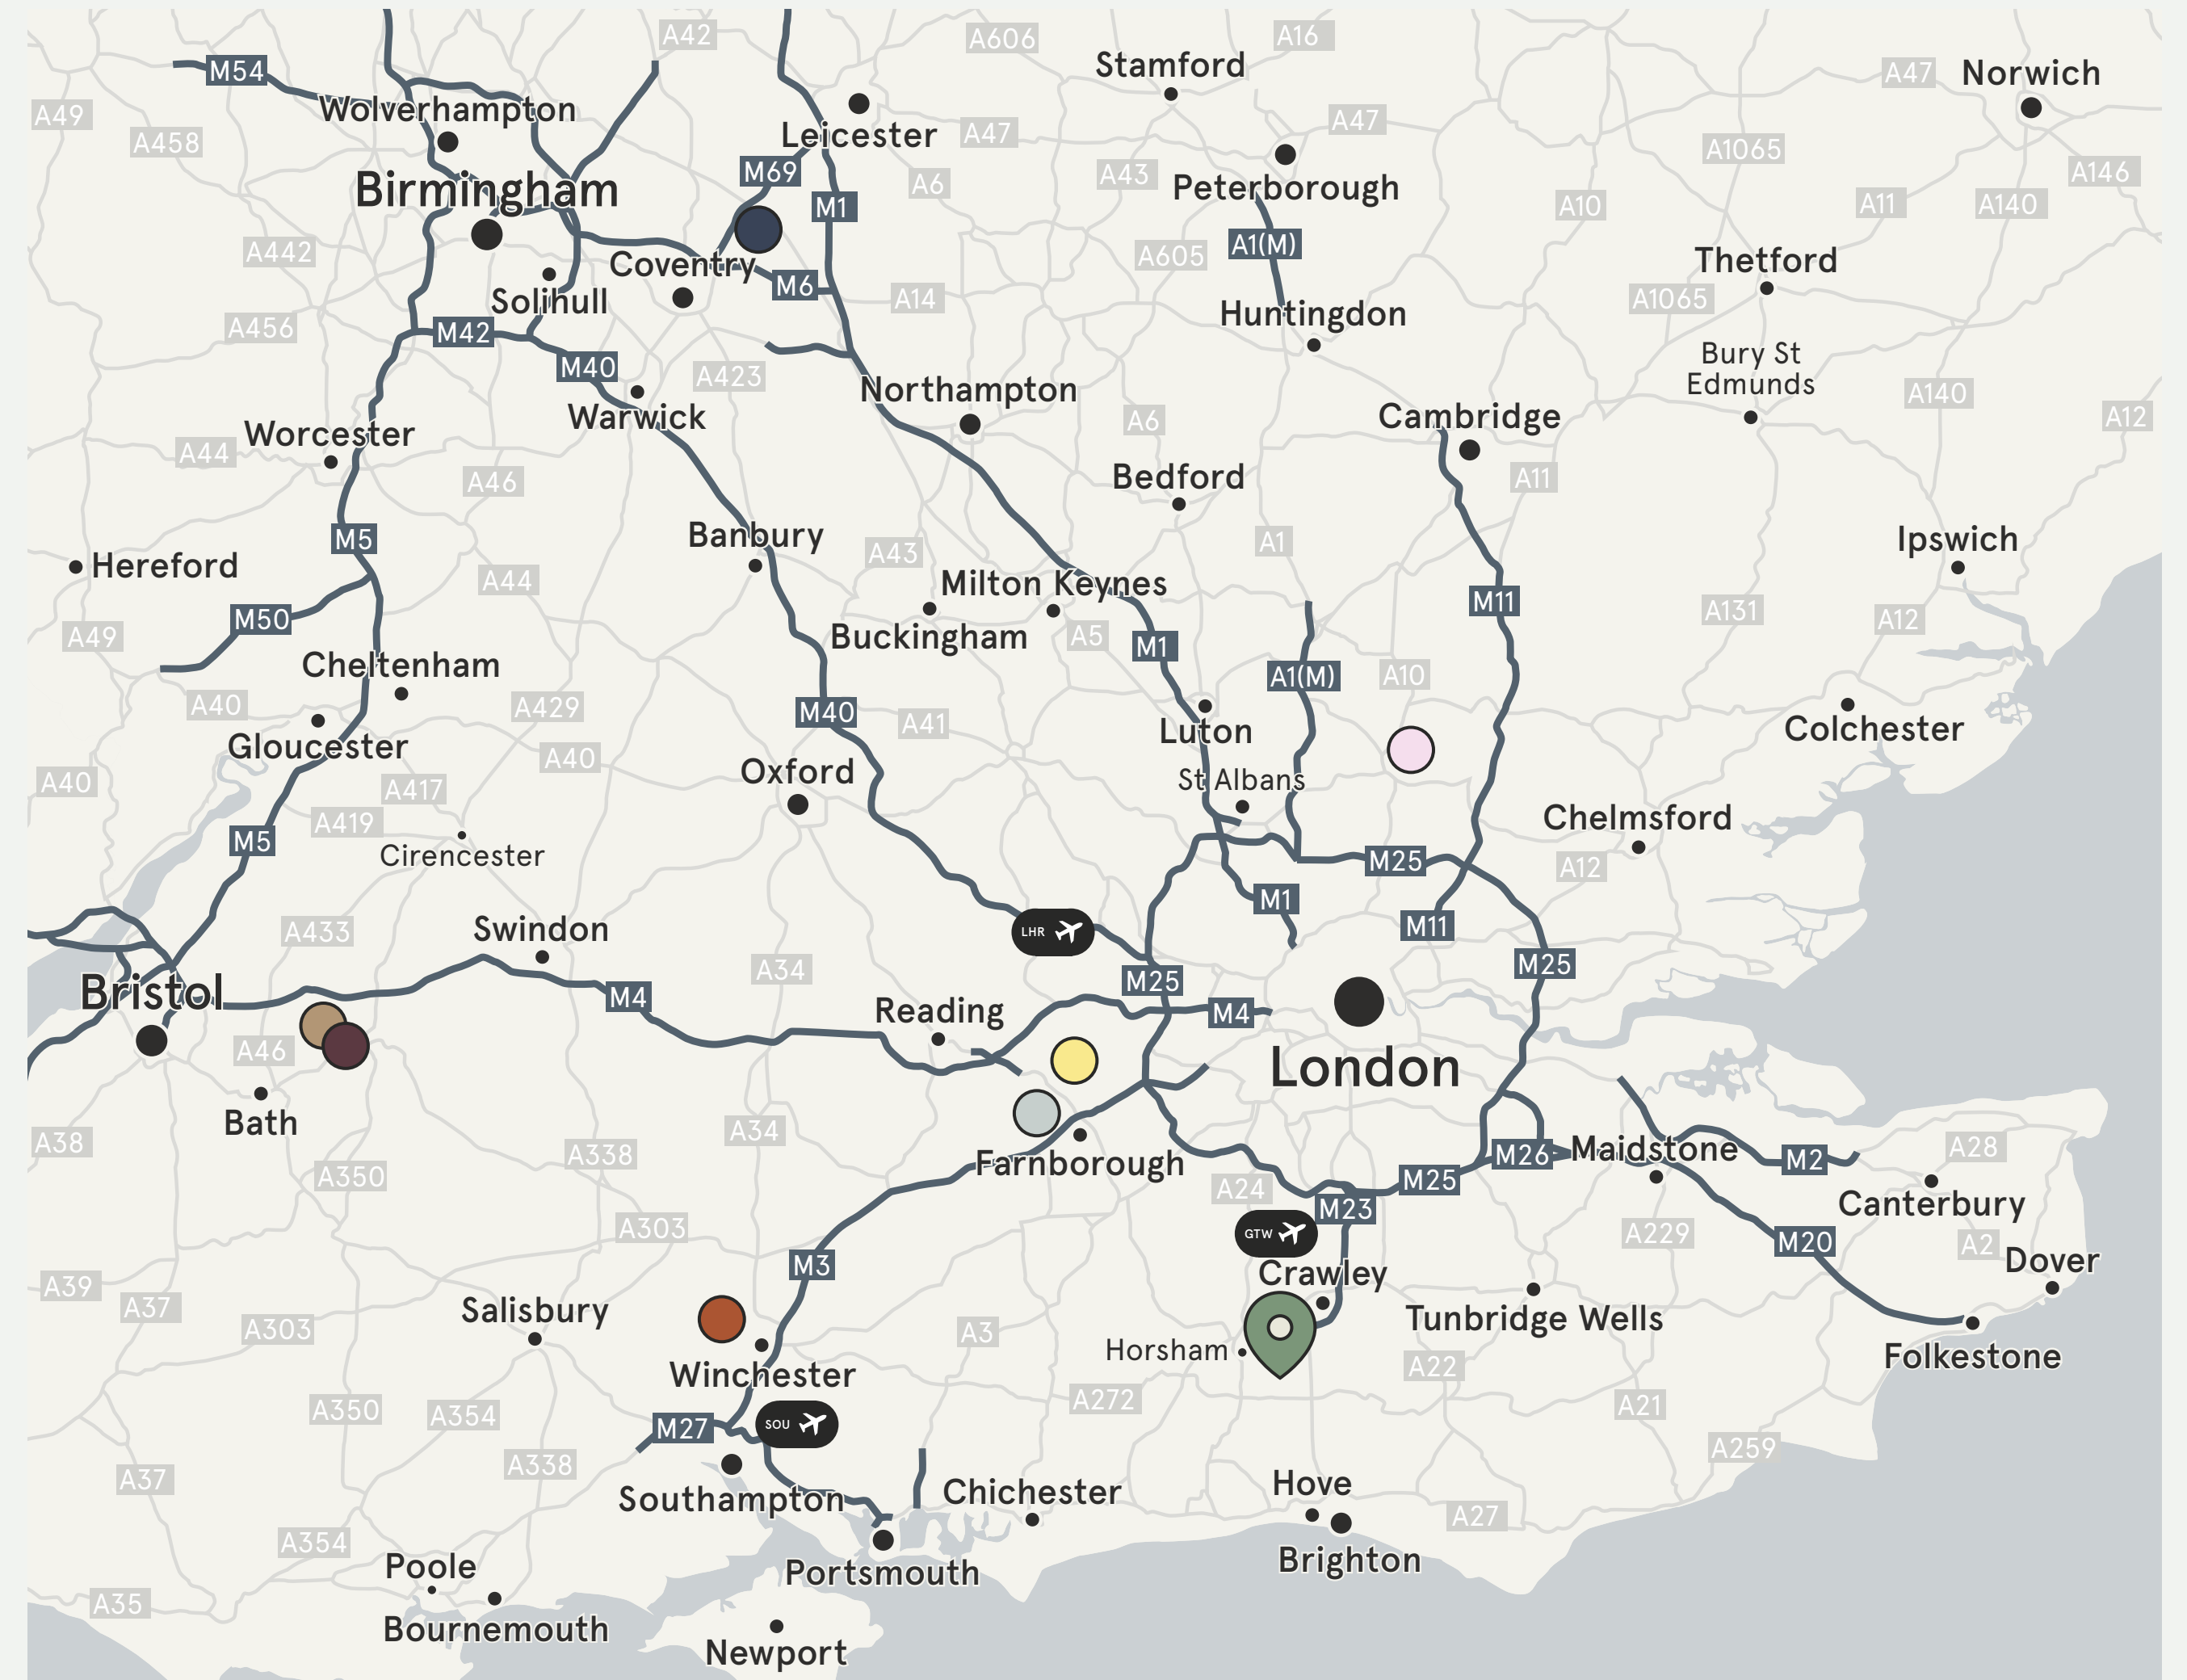 A42
A606
A16
Stamford
M54
A47
Norwich
Wolverhampton
A49
A458
Leicester
A47
A47
A1065
M69
A6
A43
Peterborough
A146
Birmingham
M1
A10
A11
A140
A442
Coventry
A605
A1(M)
Thetford
Solihull
M6
A14
A1065
A456
M42
Huntingdon
Bury St
Edmunds
M40
A423
Northampton
A140
Warwick
A6
Cambridge
A12
Worcester
A44
A46
Bedford
A11
M5
Banbury
A43
A1
Ipswich
Hereford
A44
Milton Keynes
M11
M50
A49
Buckingham
A5
M1
A131
A12
Cheltenham
A1(M)
A10
A40
A429
M40
A41
Luton
Colchester
Gloucester
A40
A40
A417
Oxford
St Albans
A419
M5
Cirencester
Chelmsford
M25
A12
M1
M11
A433
Swindon
LHR
A34
M25
M25
Bristol
M4
Reading
M4
A46
London
Bath
A38
A34
A338
Farnborough
M26
Maidstone
M2
A28
A350
A24
M25
Canterbury
M23
A303
GTW
A229
M20
A2
Dover
M3
Crawley
A39
A37
A303
Salisbury
A3
Horsham
Tunbridge Wells
Folkestone
Winchester
A22
A350
A354
A272
A21
M27
SOU
A259
A37
A338
Southampton
Chichester
Hove
A27
A354
Poole
Portsmouth
Brighton
A35
Bournemouth
Newport